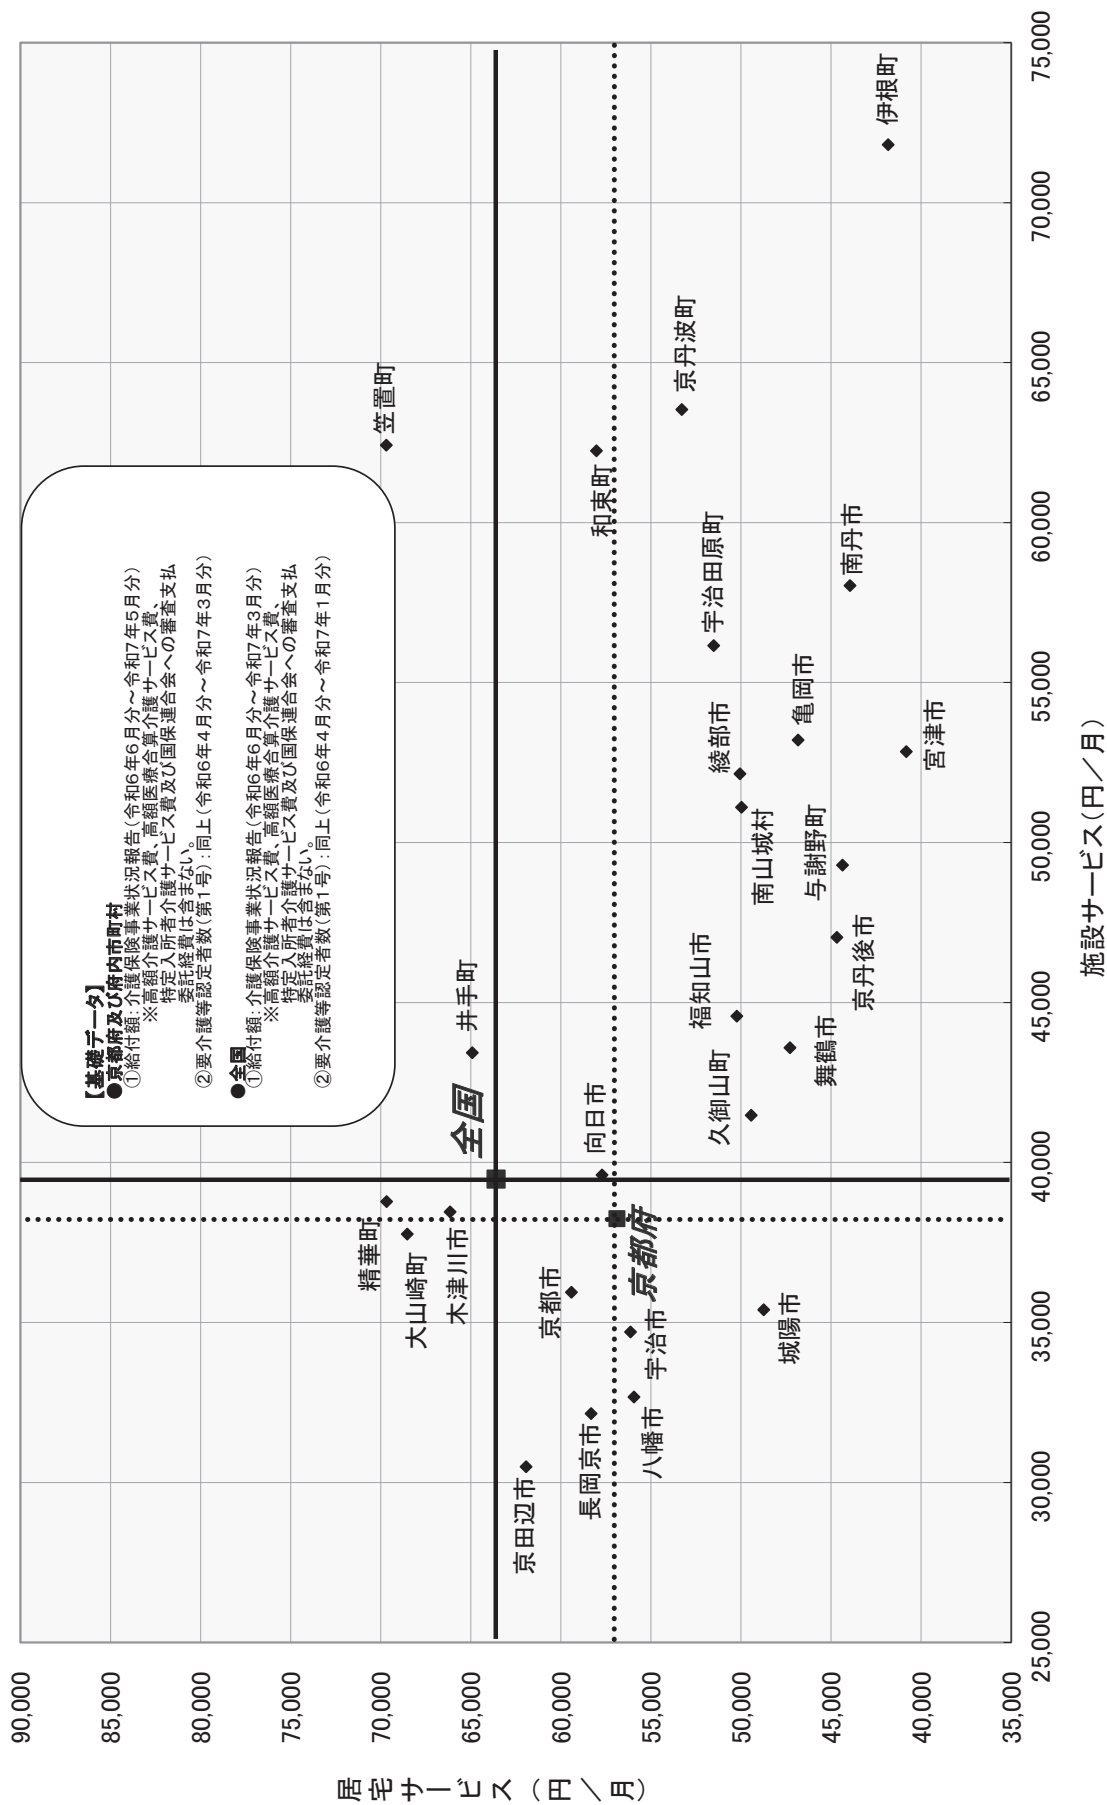 【基礎データ】
●京都府及び府内市町村
①給付額：介護保険事業状況報告（令和6年6月分～令和7年5月分）
※高額介護サービス費、高額医療合算介護サービス費、
特定入所者介護サービス費及び国保連合会への審査支払
委託経費は含まない。
②要介護等認定者数（第1号）：同上（令和6年4月分～令和7年3月分）
●全国
①給付額：介護保険事業状況報告（令和6年6月分～令和7年3月分）
※高額介護サービス費、高額医療合算介護サービス費、
特定入所者介護サービス費及び国保連合会への審査支払
委託経費は含まない。
②要介護等認定者数（第1号）：同上（令和6年4月分～令和7年1月分）
居宅サービス（円／月）
90,000
85,000
80,000
75,000
70,000
65,000
60,000
55,000
50,000
45,000
40,000
35,000
笠置町
精華町
大山崎町
木津川市
全国
井手町
京田辺市
京都市
長岡京市
向日市
和束町
京都府
宇治市
八幡市
京丹波町
宇治田原町
福知山市
久御山町
綾部市
南山城村
城陽市
亀岡市
舞鶴市
与謝野町
京丹後市
南丹市
伊根町
宮津市
25,000
30,000
35,000
40,000
45,000
50,000
55,000
60,000
65,000
70,000
75,000
施設サービス（円／月）